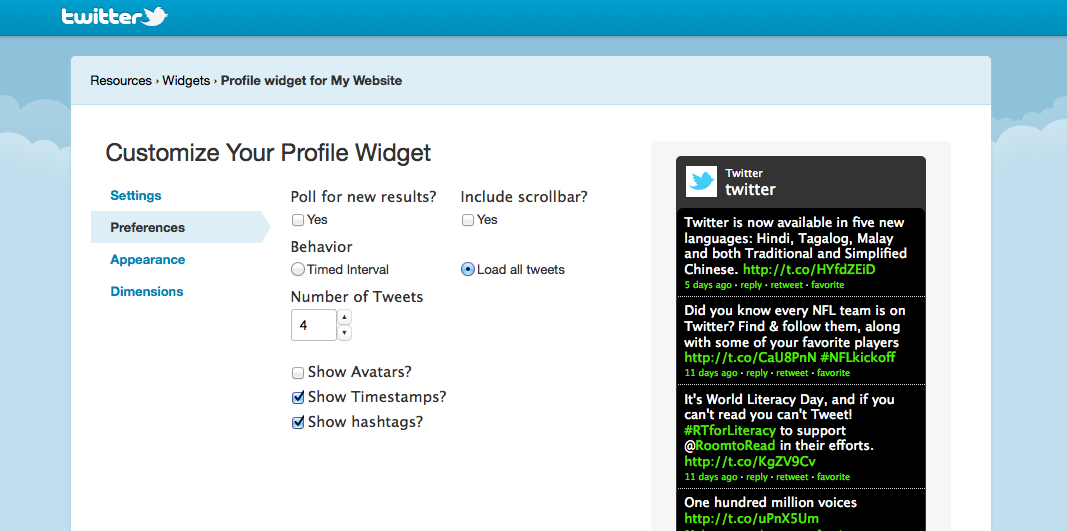 twitter
Resources › Widgets › Profile widget for My Website
Customize Your Profile Widget
Settings
Preferences
Appearance
Dimensions
Poll for new results?
Yes
Include scrollbar?
Yes
Behavior
Timed Interval
Load all tweets
Number of Tweets
4
Show Avatars?
Show Timestamps?
Show hashtags?
Twitter
twitter
Twitter is now available in five new
languages: Hindi, Tagalog, Malay
and both Traditional and Simplified
Chinese. http://t.co/HYfdZEiD
5 days ago · reply · retweet · favorite
Did you know every NFL team is on
Twitter? Find & follow them, along
with some of your favorite players
http://t.co/CaU8PnN #NFLkickoff
11 days ago · reply · retweet · favorite
It's World Literacy Day, and if you
can't read you can't Tweet!
#RTforLiteracy to support
@RoomtoRead in their efforts.
http://t.co/KgZV9Cv
11 days ago · reply · retweet · favorite
One hundred million voices
http://t.co/uPnX5Um